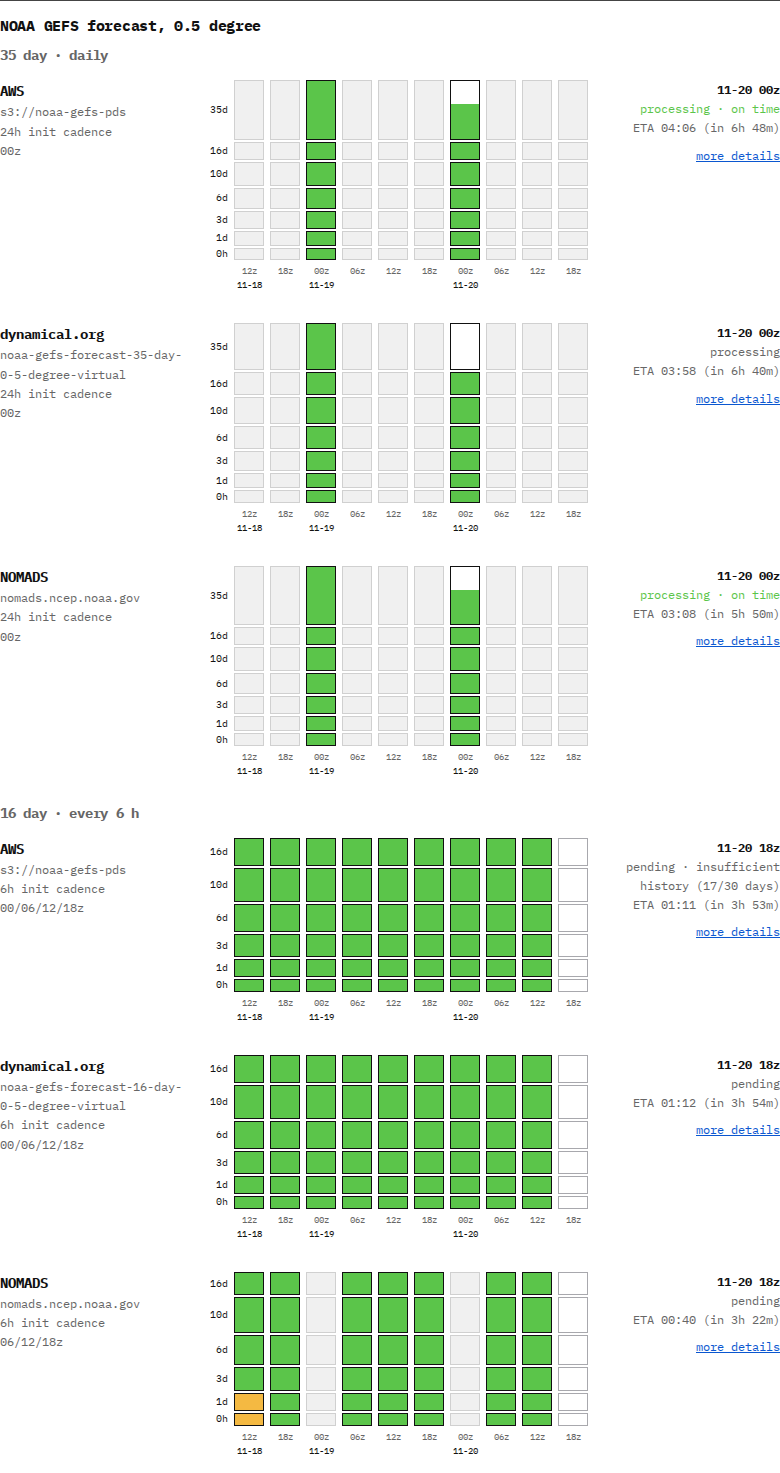 NOAA GEFS forecast, 0.5 degree
35 day · daily
AWS
s3://noaa-gefs-pds
24h init cadence
00z
35d
16d
10d
6d
3d
1d
0h
12z 18z 00z 06z 12z 18z 00z 06z 12z 18z
11-18 11-19 11-20
11-20 00z
processing · on time
ETA 04:06 (in 6h 48m)
more details
dynamical.org
noaa-gefs-forecast-35-day-
0-5-degree-virtual
24h init cadence
00z
35d
16d
10d
6d
3d
1d
0h
12z 18z 00z 06z 12z 18z 00z 06z 12z 18z
11-18 11-19 11-20
11-20 00z
processing
ETA 03:58 (in 6h 40m)
more details
NOMADS
nomads.ncep.noaa.gov
24h init cadence
00z
35d
16d
10d
6d
3d
1d
0h
12z 18z 00z 06z 12z 18z 00z 06z 12z 18z
11-18 11-19 11-20
11-20 00z
processing · on time
ETA 03:08 (in 5h 50m)
more details
16 day · every 6 h
AWS
s3://noaa-gefs-pds
6h init cadence
00/06/12/18z
16d
10d
6d
3d
1d
0h
12z 18z 00z 06z 12z 18z 00z 06z 12z 18z
11-18 11-19 11-20
11-20 18z
pending · insufficient
history (17/30 days)
ETA 01:11 (in 3h 53m)
more details
dynamical.org
noaa-gefs-forecast-16-day-
0-5-degree-virtual
6h init cadence
00/06/12/18z
16d
10d
6d
3d
1d
0h
12z 18z 00z 06z 12z 18z 00z 06z 12z 18z
11-18 11-19 11-20
11-20 18z
pending
ETA 01:12 (in 3h 54m)
more details
NOMADS
nomads.ncep.noaa.gov
6h init cadence
06/12/18z
16d
10d
6d
3d
1d
0h
12z 18z 00z 06z 12z 18z 00z 06z 12z 18z
11-18 11-19 11-20
11-20 18z
pending
ETA 00:40 (in 3h 22m)
more details